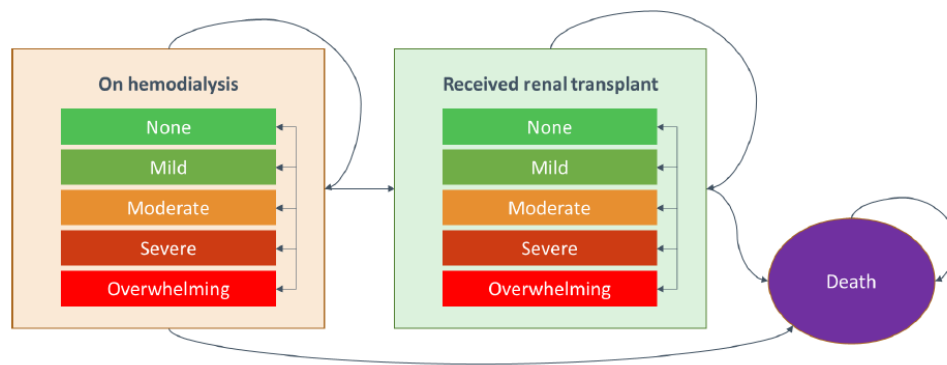 On hemodialysis
None
Mild
Moderate
Severe
Overwhelming
Received renal transplant
None
Mild
Moderate
Severe
Overwhelming
Death